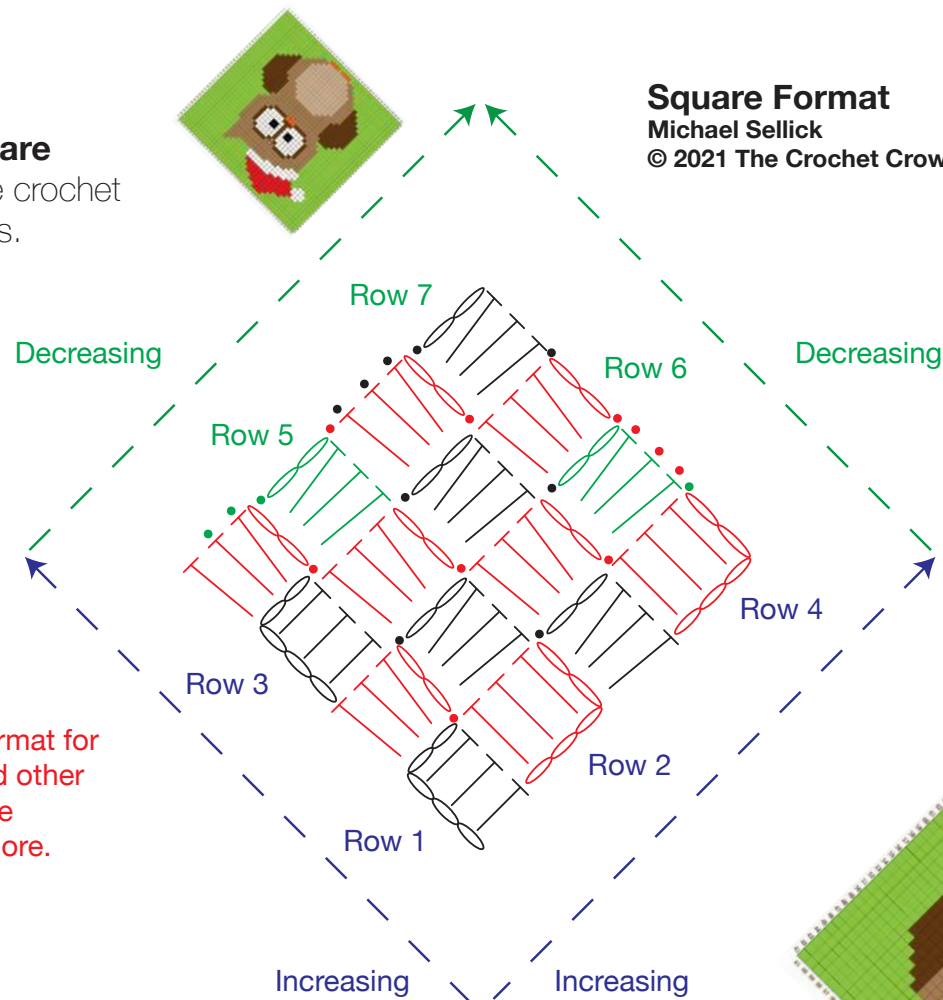 Square Format
Michael Sellick
© 2021 The Crochet Crow
are
crochet
s.
Row 7
Decreasing
Decreasing
Row 6
Row 5
Row 4
Row 3
rmat for
d other
e
ore.
Row 2
Row 1
Increasing
Increasing